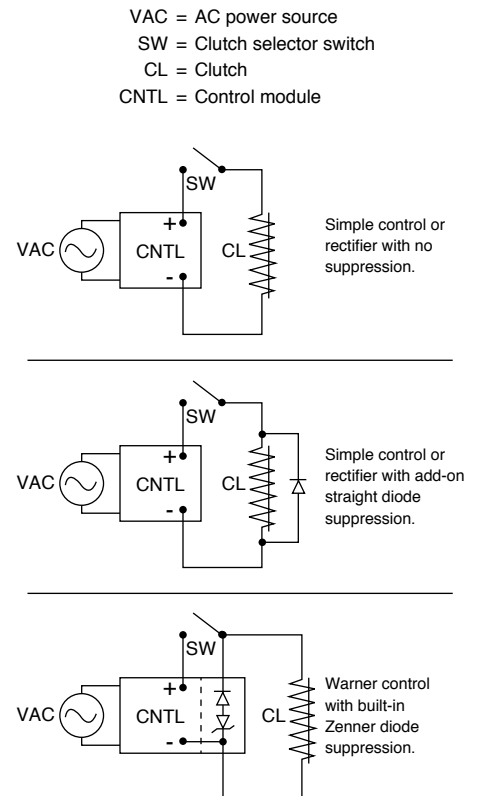 VAC = AC power source
SW = Clutch selector switch
CL = Clutch
CNTL = Control module
SW
+
VAC
CNTL
CL
-
Simple control or
rectifier with no
suppression.
SW
+
VAC
CNTL
CL
-
Simple control or
rectifier with add-on
straight diode
suppression.
SW
+
VAC
CNTL
CL
-
Warner control
with built-in
Zenner diode
suppression.